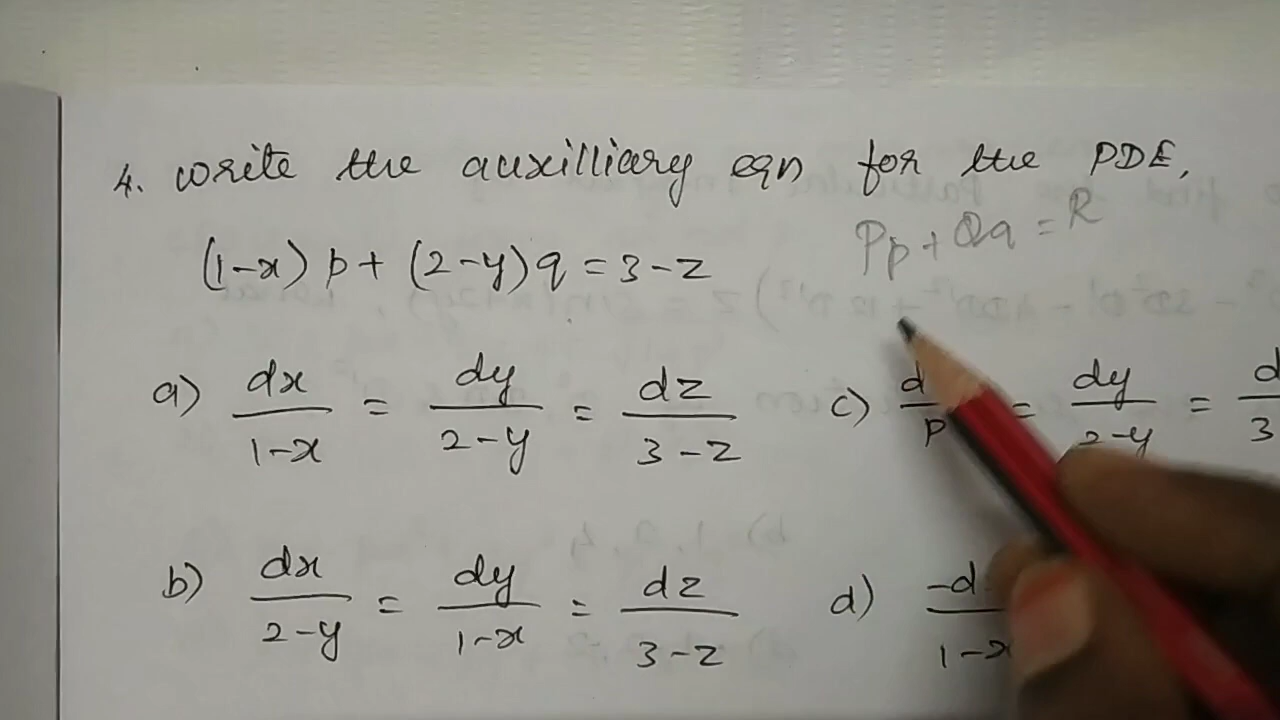 4. write the auxilliary eqn for the PDE,
Pp + Qq = R
(1-x) p + (2-y) q = 3-z
a) dx/1-x = dy/2-y = dz/3-z
c) d/p = dy/2-y = d/3
b) dx/2-y = dy/1-x = dz/3-z
d) -d/1-x